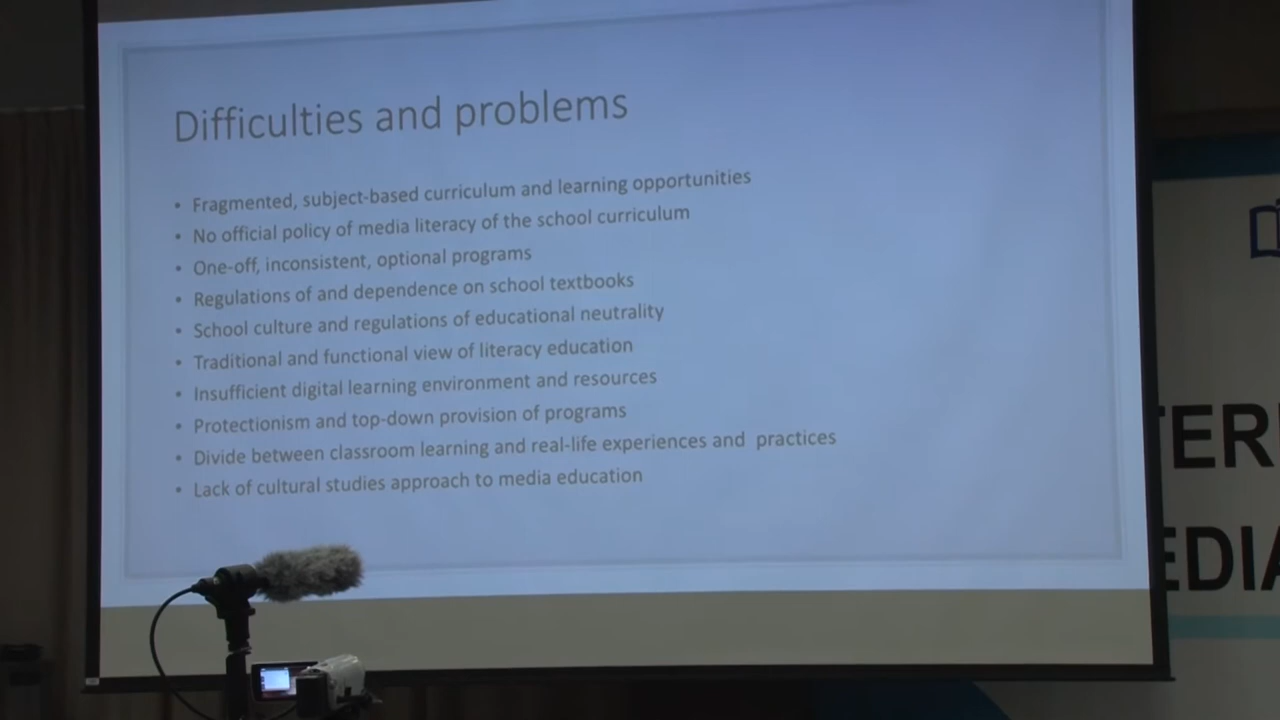 Difficulties and problems
• Fragmented, subject-based curriculum and learning opportunities
• No official policy of media literacy of the school curriculum
• One-off, inconsistent, optional programs
• Regulations of and dependence on school textbooks
• School culture and regulations of educational neutrality
• Traditional and functional view of literacy education
• Insufficient digital learning environment and resources
• Protectionism and top-down provision of programs
• Divide between classroom learning and real-life experiences and  practices
• Lack of cultural studies approach to media education
TER
EDIA